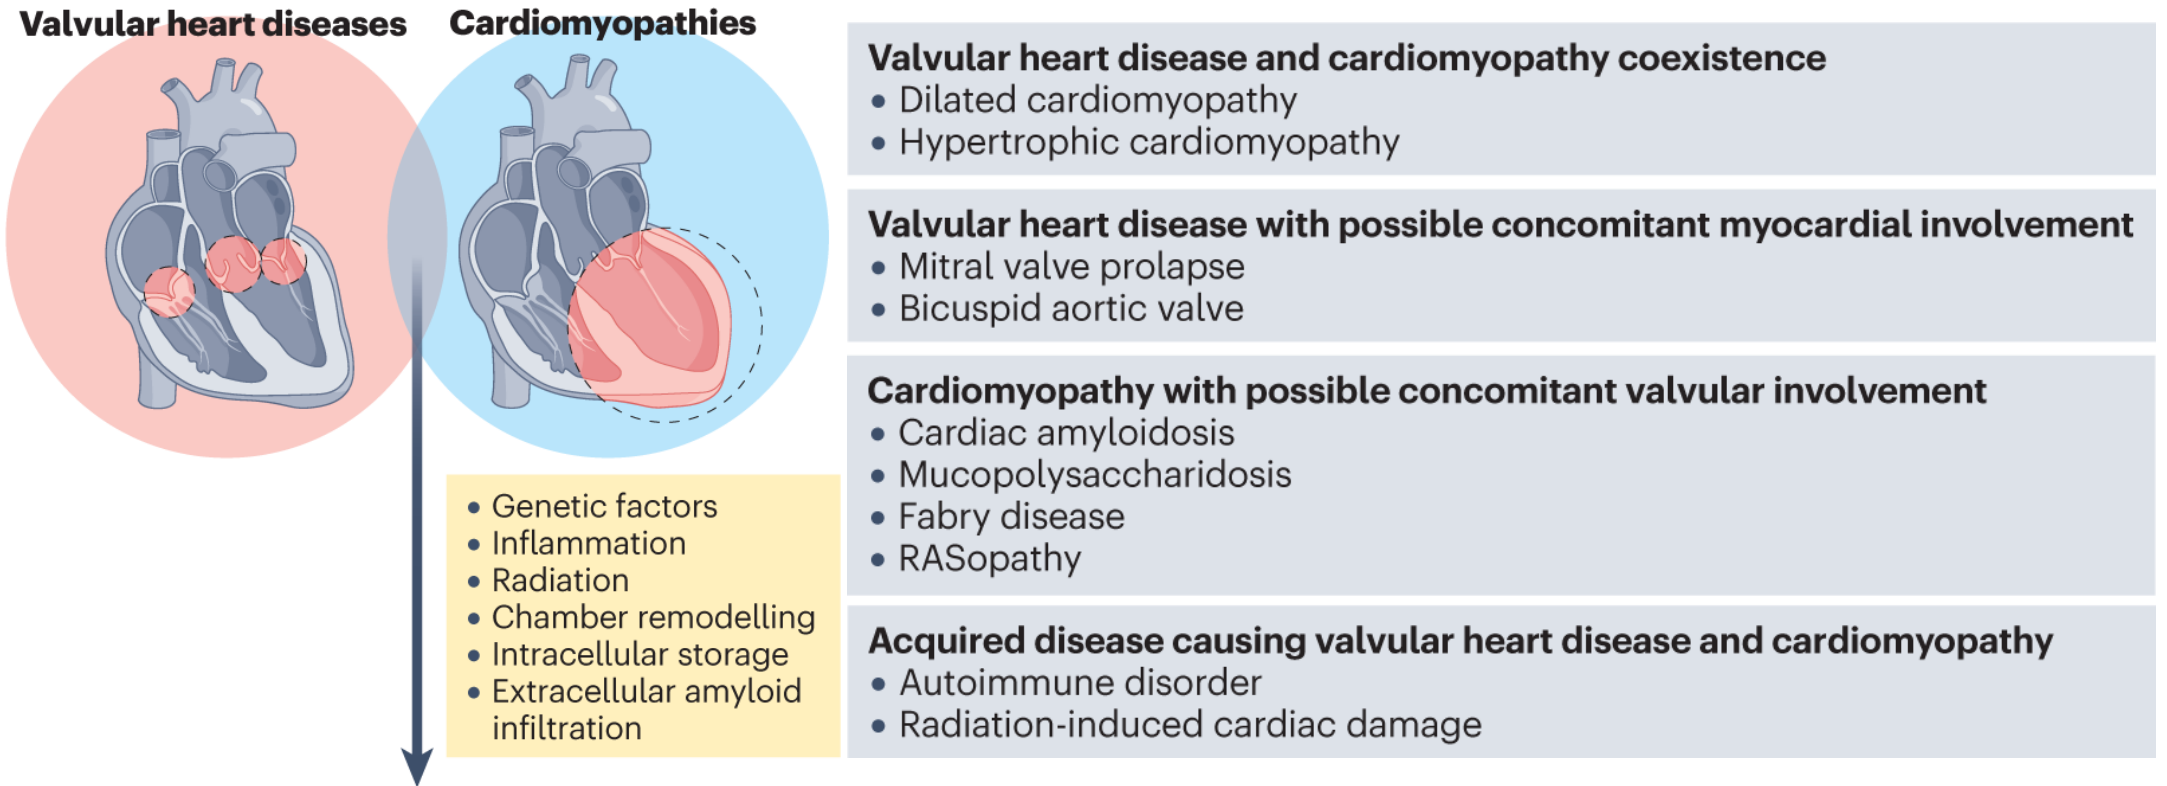 Valvular heart diseases
Cardiomyopathies
• Genetic factors
• Inflammation
• Radiation
• Chamber remodelling
• Intracellular storage
• Extracellular amyloid
infiltration
Valvular heart disease and cardiomyopathy coexistence
• Dilated cardiomyopathy
• Hypertrophic cardiomyopathy
Valvular heart disease with possible concomitant myocardial involvement
• Mitral valve prolapse
• Bicuspid aortic valve
Cardiomyopathy with possible concomitant valvular involvement
• Cardiac amyloidosis
• Mucopolysaccharidosis
• Fabry disease
• RASopathy
Acquired disease causing valvular heart disease and cardiomyopathy
• Autoimmune disorder
• Radiation-induced cardiac damage